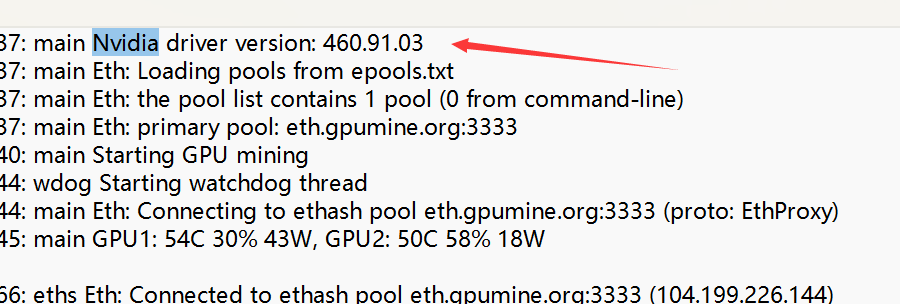 37: main Nvidia driver version: 460.91.03
37: main Eth: Loading pools from epools.txt
37: main Eth: the pool list contains 1 pool (0 from command-line)
37: main Eth: primary pool: eth.gpumine.org:3333
40: main Starting GPU mining
44: wdog Starting watchdog thread
44: main Eth: Connecting to ethash pool eth.gpumine.org:3333 (proto: EthProxy)
45: main GPU1: 54C 30% 43W, GPU2: 50C 58% 18W
66: eths Eth: Connected to ethash pool eth.gpumine.org:3333 (104.199.226.144)